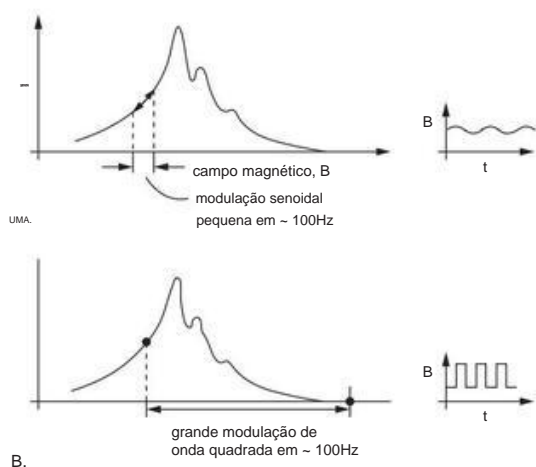 I
campo magnético, B
modulação senoidal
pequena em ~ 100Hz
UMA.
B
t
grande modulação de
onda quadrada em ~ 100Hz
B
t
B.